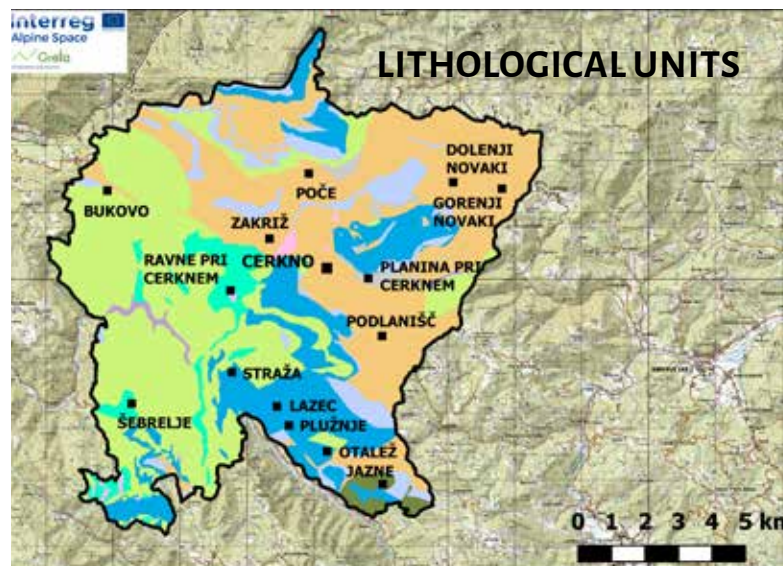 Interreg
Alpine Space
LITHOLOGICAL UNITS
DOLENJI
NOVAKI
POČE
GORENJI
NOVAKI
BUKOVO
ZAKRIŽ
RAVNE PRI
CERKNEM
CERKNO
PLANINA PRI
CERKNEM
PODLANIŠČ
STRAŽA
LAZEC
ŠEBRELJE
PLUŽNJE
OTALEŽ
JAZNE
0 1 2 3 4 5 km